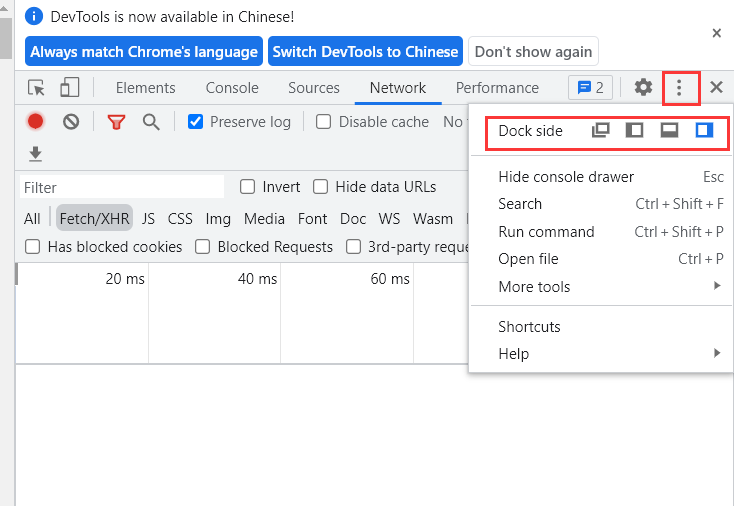 DevTools is now available in Chinese!
Always match Chrome's language Switch DevTools to Chinese Don't show again
Elements Console Sources Network Performance 2
Preserve log Disable cache No
Dock side
Filter Invert Hide data URLs
Hide console drawer Esc
Search Ctrl + Shift + F
Run command Ctrl + Shift + P
Open file Ctrl + P
More tools
Shortcuts
Help
All Fetch/XHR JS CSS Img Media Font Doc WS Wasm
Has blocked cookies Blocked Requests 3rd-party
20 ms 40 ms 60 ms